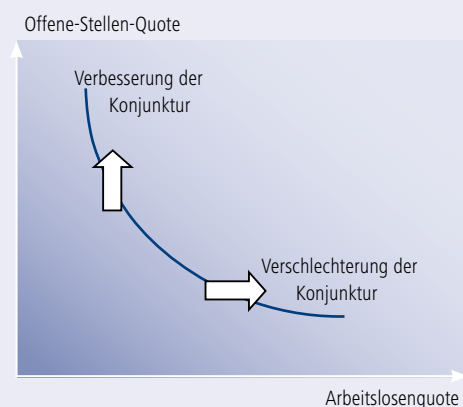 Offene-Stellen-Quote
Verbesserung der
Konjunktur
Verschlechterung der
Konjunktur
Arbeitslosenquote